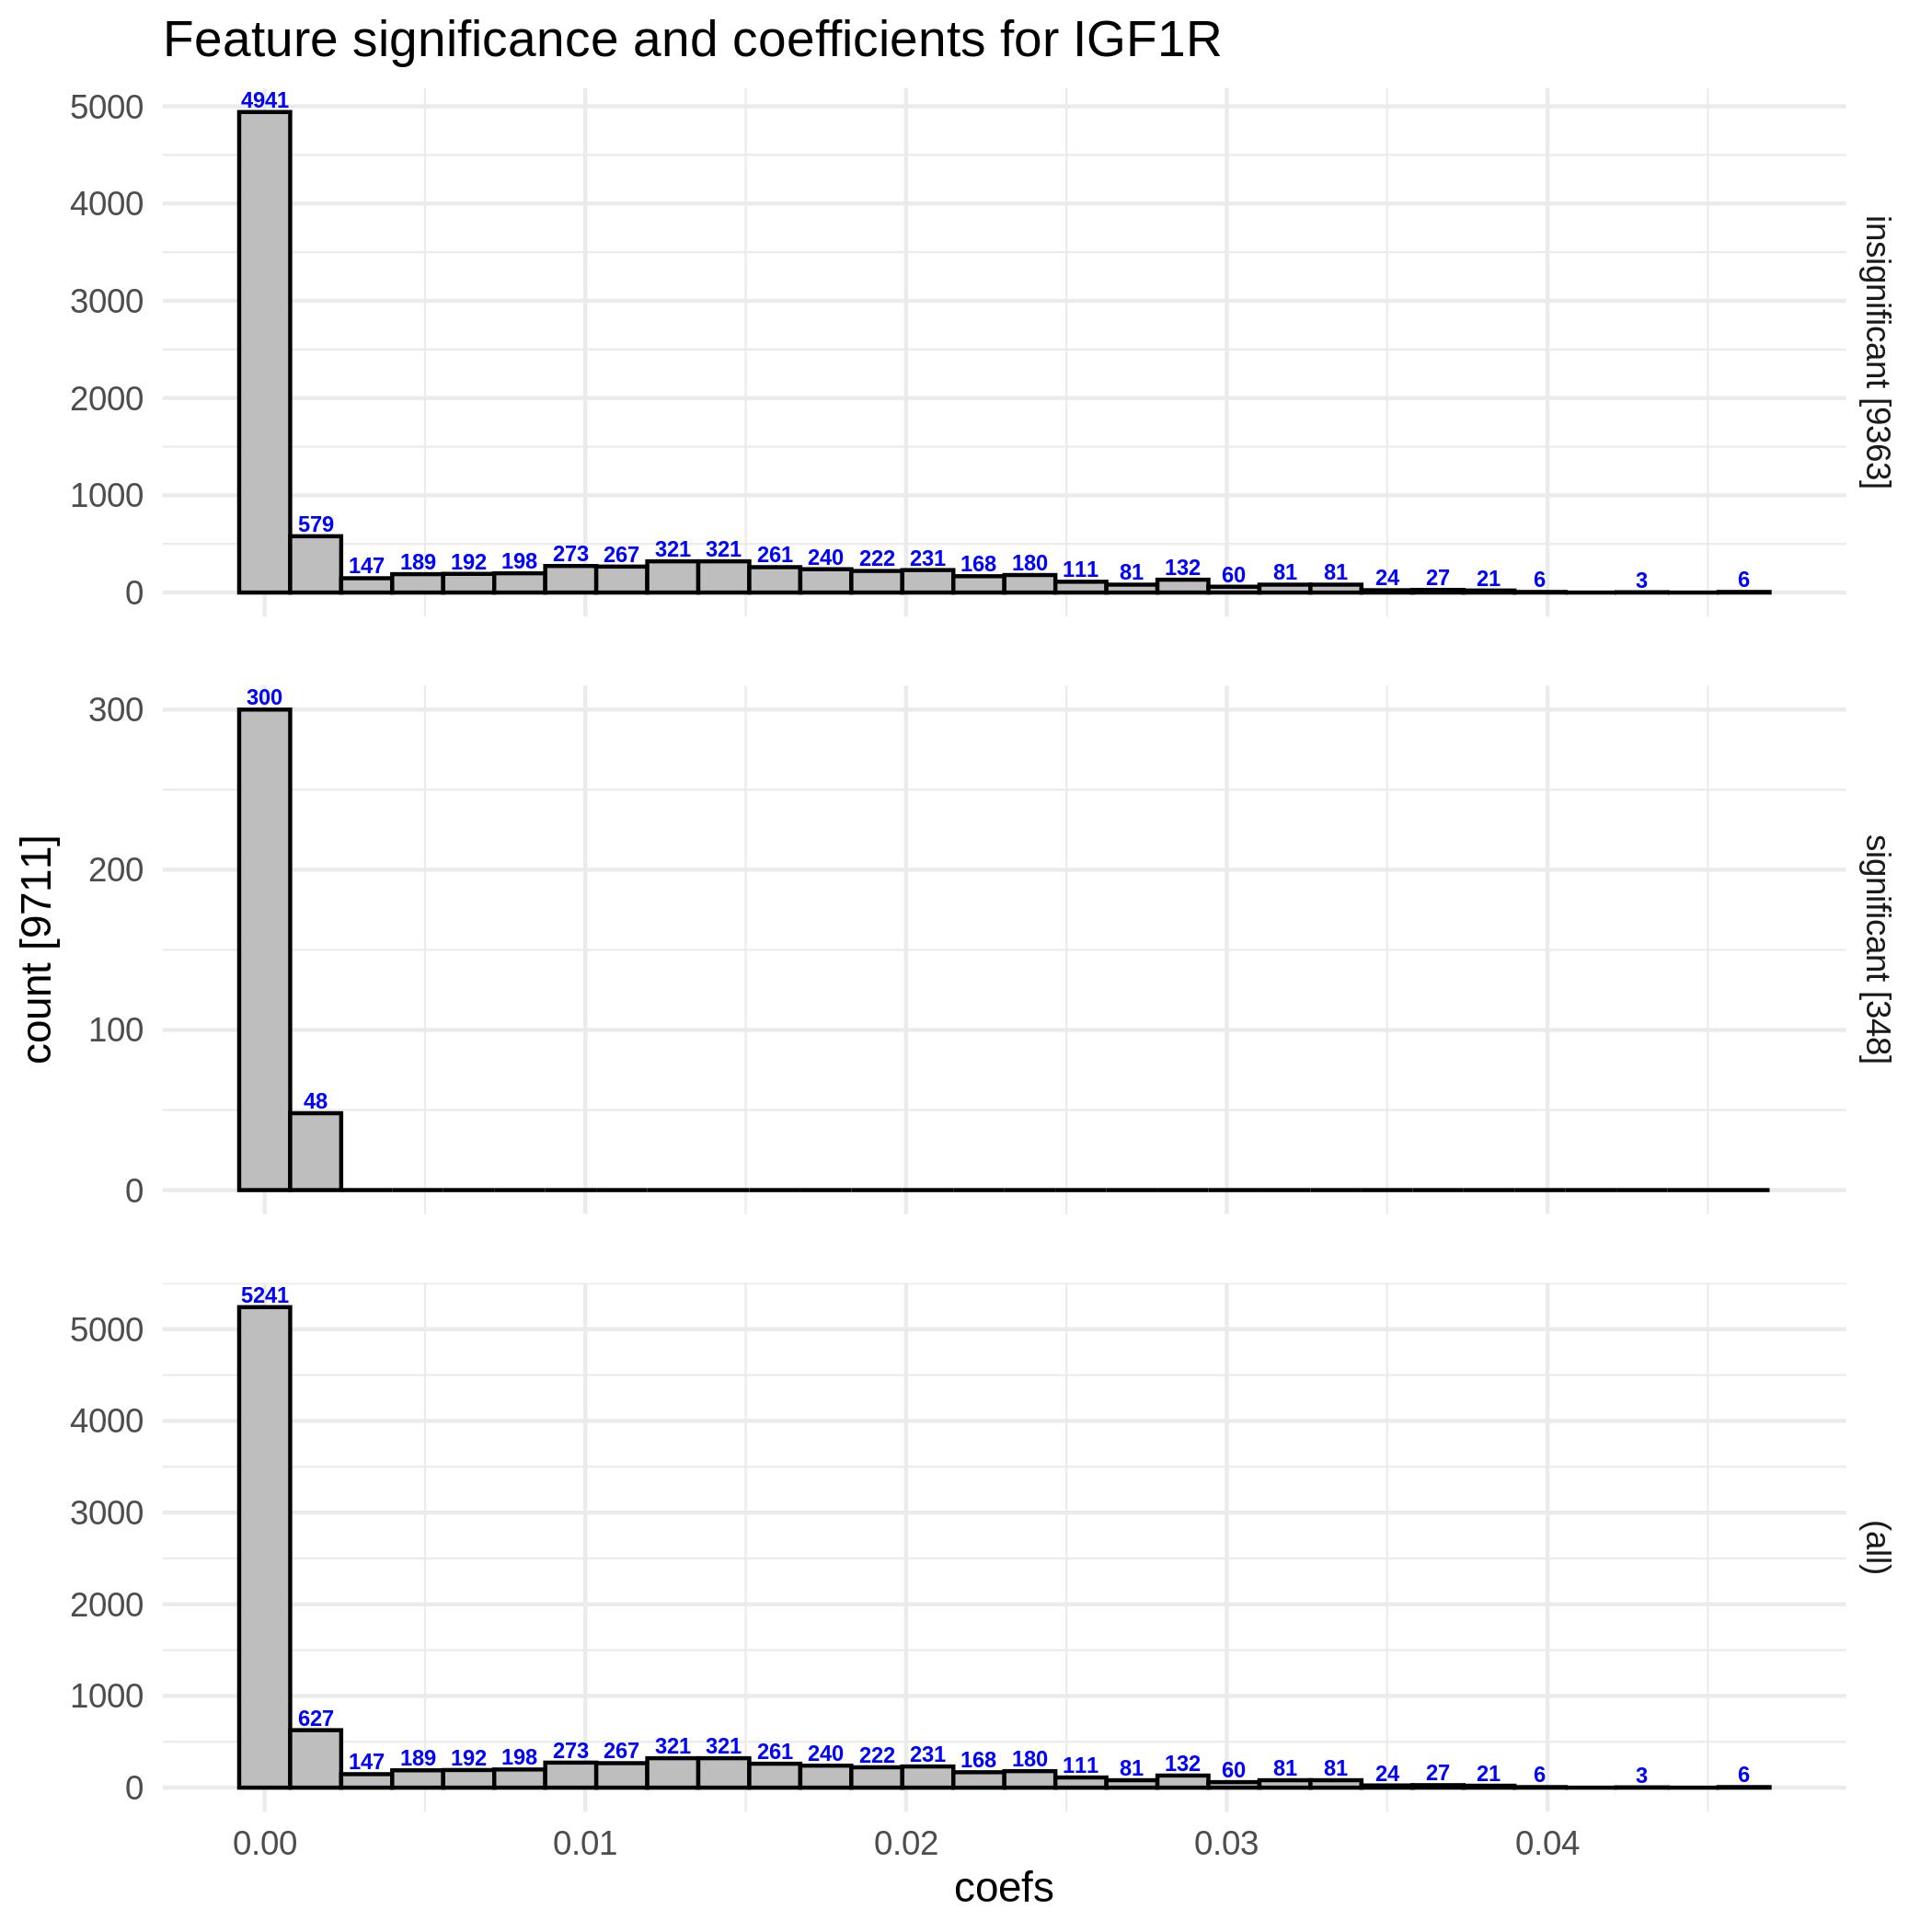 Feature significance and coefficients for IGF1R
5000
4000
3000
2000
1000
0
4941
579
147 189 192 198 273 267 321 321 261 240 222 231 168 180 111 81 132 60 81 81 24 27 21 6 3 6
insignificant [9363]
300
200
100
0
300
48
significant [348]
count [9711]
5000
4000
3000
2000
1000
0
5241
627
147 189 192 198 273 267 321 321 261 240 222 231 168 180 111 81 132 60 81 81 24 27 21 6 3 6
(all)
0.00 0.01 0.02 0.03 0.04
coefs